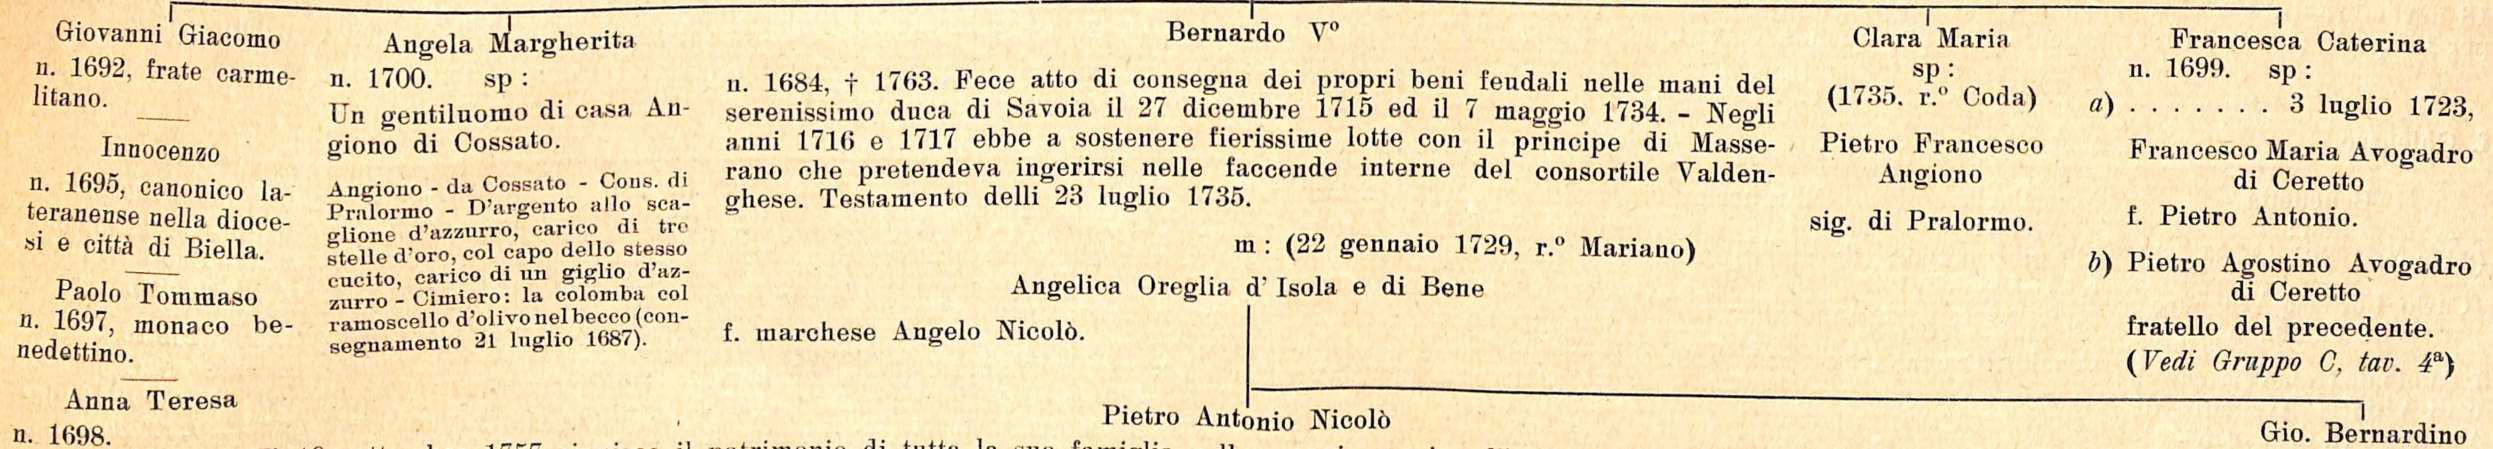 Giovanni Giacomo
n. 1692, frate carme-
litano.
Innocenzo
n. 1695, canonico la-
teranense nella dioce-
si e città di Biella.
Paolo Tommaso
n. 1697, monaco be-
nedettino.
Anna Teresa
n. 1698.
Angela Margherita
n. 1700. sp :
Un gentiluomo di casa An-
giono di Cossato.
Angiono - da Cossato - Cons. di
Pralormo - D'argento allo sca-
glione d'azzurro, carico di tre
stelle d'oro, col capo dello stesso
cucito, carico di un giglio d'az-
zurro - Cimiero: la colomba col
ramoscello d'olivo nel becco (con-
segnamento 21 luglio 1687).
Bernardo Vº
n. 1684, † 1763. Fece atto di consegna dei propri beni feudali nelle mani del
serenissimo duca di Savoia il 27 dicembre 1715 ed il 7 maggio 1734. - Negli
anni 1716 e 1717 ebbe a sostenere fierissime lotte con il principe di Masse-
rano che pretendeva ingerirsi nelle faccende interne del consortile Valden-
ghese. Testamento delli 23 luglio 1735.
m : (22 gennaio 1729, r.º Mariano)
Angelica Oreglia d' Isola e di Bene
f. marchese Angelo Nicolò.
Clara Maria
sp :
(1735. r.º Coda)
Pietro Francesco
Angiono
sig. di Pralormo.
Francesca Caterina
n. 1699. sp :
a) . . . . . . . 3 luglio 1723,
Francesco Maria Avogadro
di Ceretto
f. Pietro Antonio.
b) Pietro Agostino Avogadro
di Ceretto
fratello del precedente.
(Vedi Gruppo C, tav. 4ª)
Pietro Antonio Nicolò
Gio. Bernardino